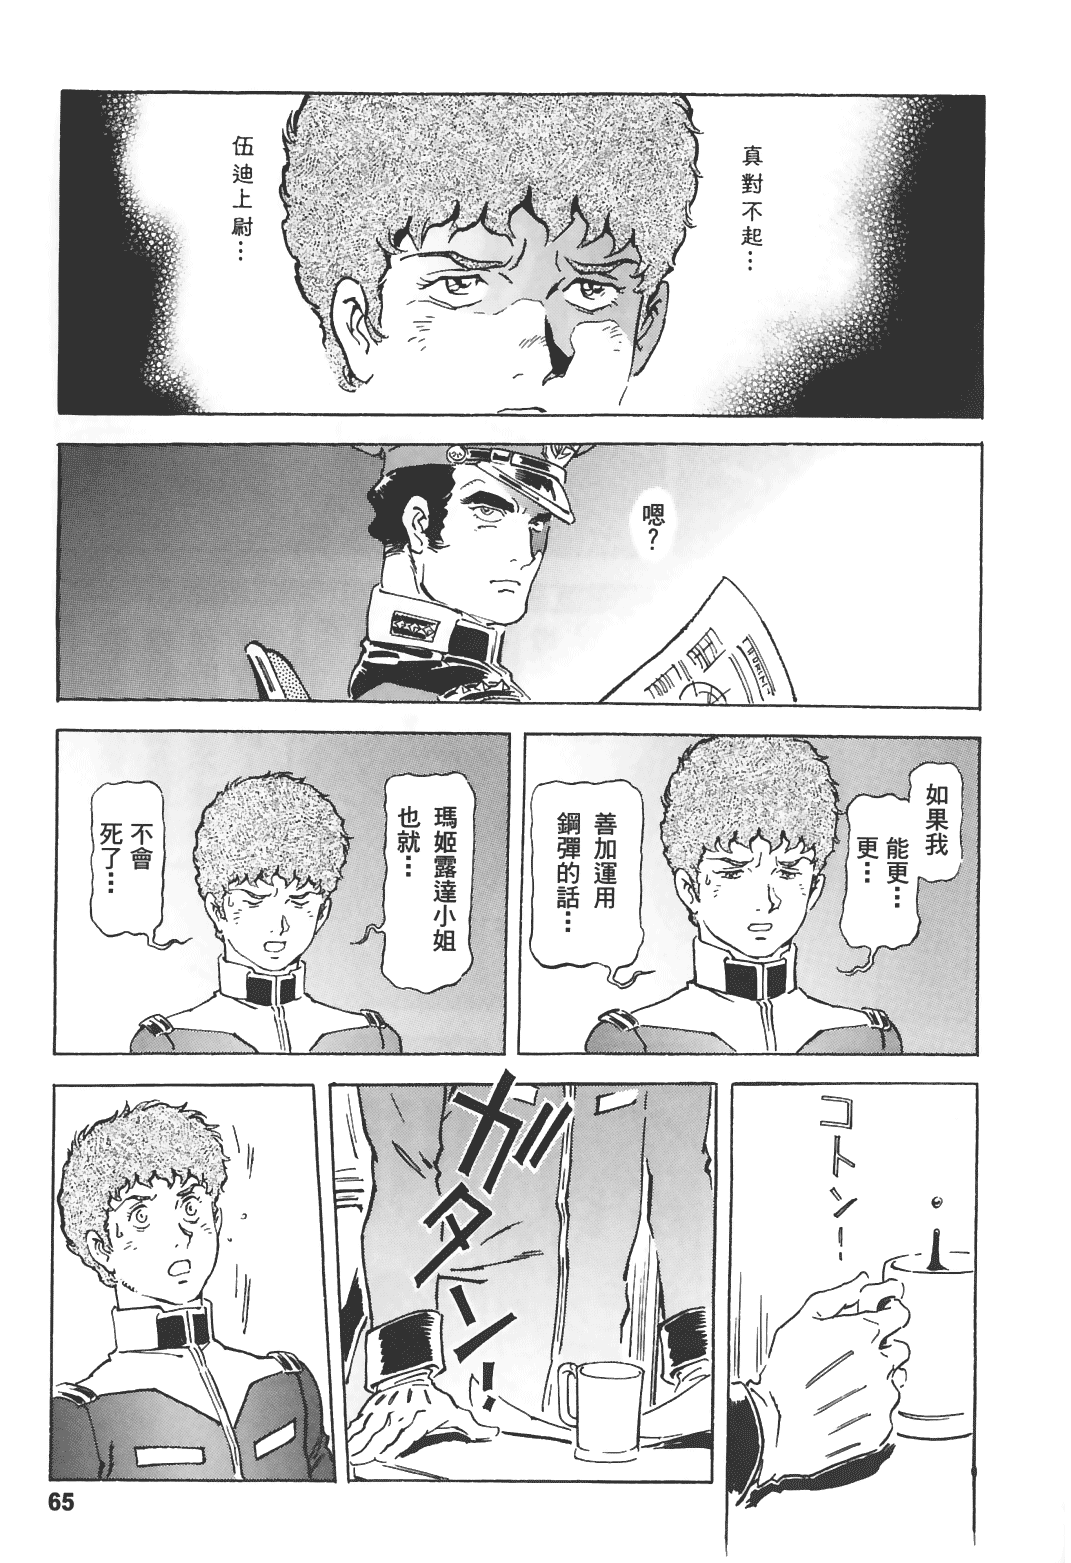 真對不起…
伍迪上尉…
嗯?
如果我
能更…
更…
善加運用
鋼彈的話…
瑪姬露達小姐
也就…
不會
死了…
コトン!
ガタン!
65